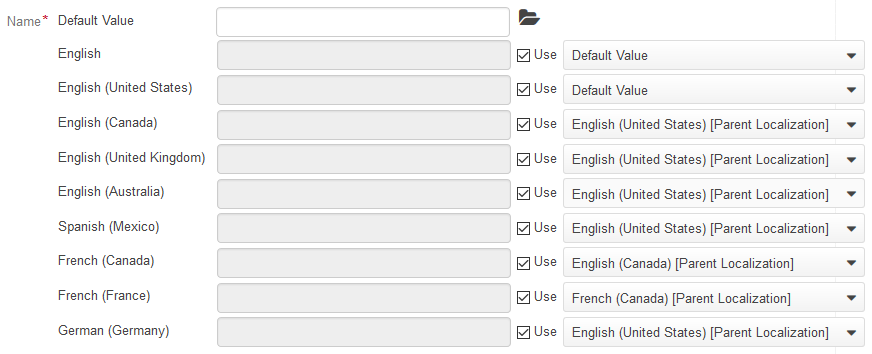 Name* Default Value
English Use Default Value
English (United States) Use Default Value
English (Canada) Use English (United States) [Parent Localization]
English (United Kingdom) Use English (United States) [Parent Localization]
English (Australia) Use English (United States) [Parent Localization]
Spanish (Mexico) Use English (United States) [Parent Localization]
French (Canada) Use English (Canada) [Parent Localization]
French (France) Use French (Canada) [Parent Localization]
German (Germany) Use English (United States) [Parent Localization]